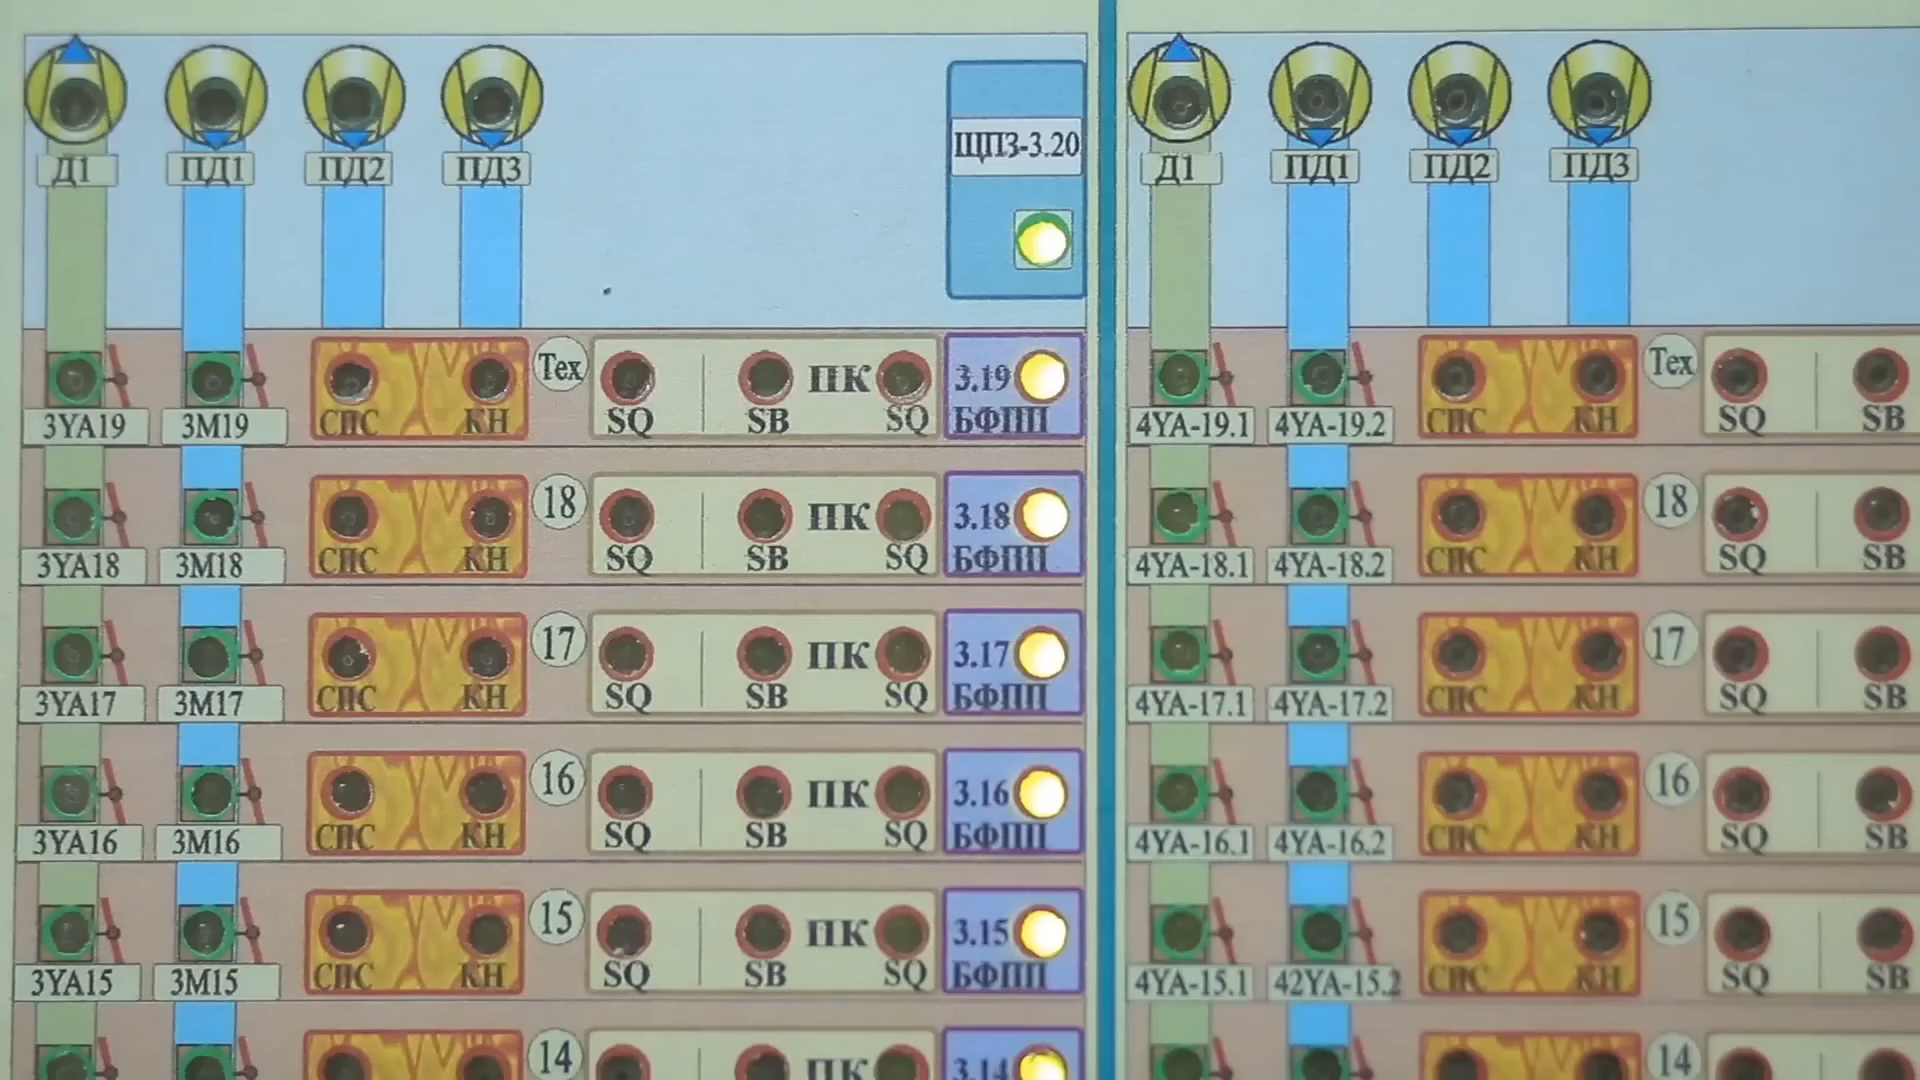 Д1 ПД1 ПД2 ПД3 ЩПЗ-3.20 Д1 ПД1 ПД2 ПД3
Тех 3.19 Тех
3YA19 3M19 СПС КН SQ SB ПК SQ БФПП 4YA-19.1 4YA-19.2 СПС КН SQ SB
18 3.18 18
3YA18 3M18 СПС КН SQ SB ПК SQ БФПП 4YA-18.1 4YA-18.2 СПС КН SQ SB
17 3.17 17
3YA17 3M17 СПС КН SQ SB ПК SQ БФПП 4YA-17.1 4YA-17.2 СПС КН SQ SB
16 3.16 16
3YA16 3M16 СПС КН SQ SB ПК SQ БФПП 4YA-16.1 4YA-16.2 СПС КН SQ SB
15 3.15 15
3YA15 3M15 СПС КН SQ SB ПК SQ БФПП 4YA-15.1 42YA-15.2 СПС КН SQ SB
14 ПК 3.14 14